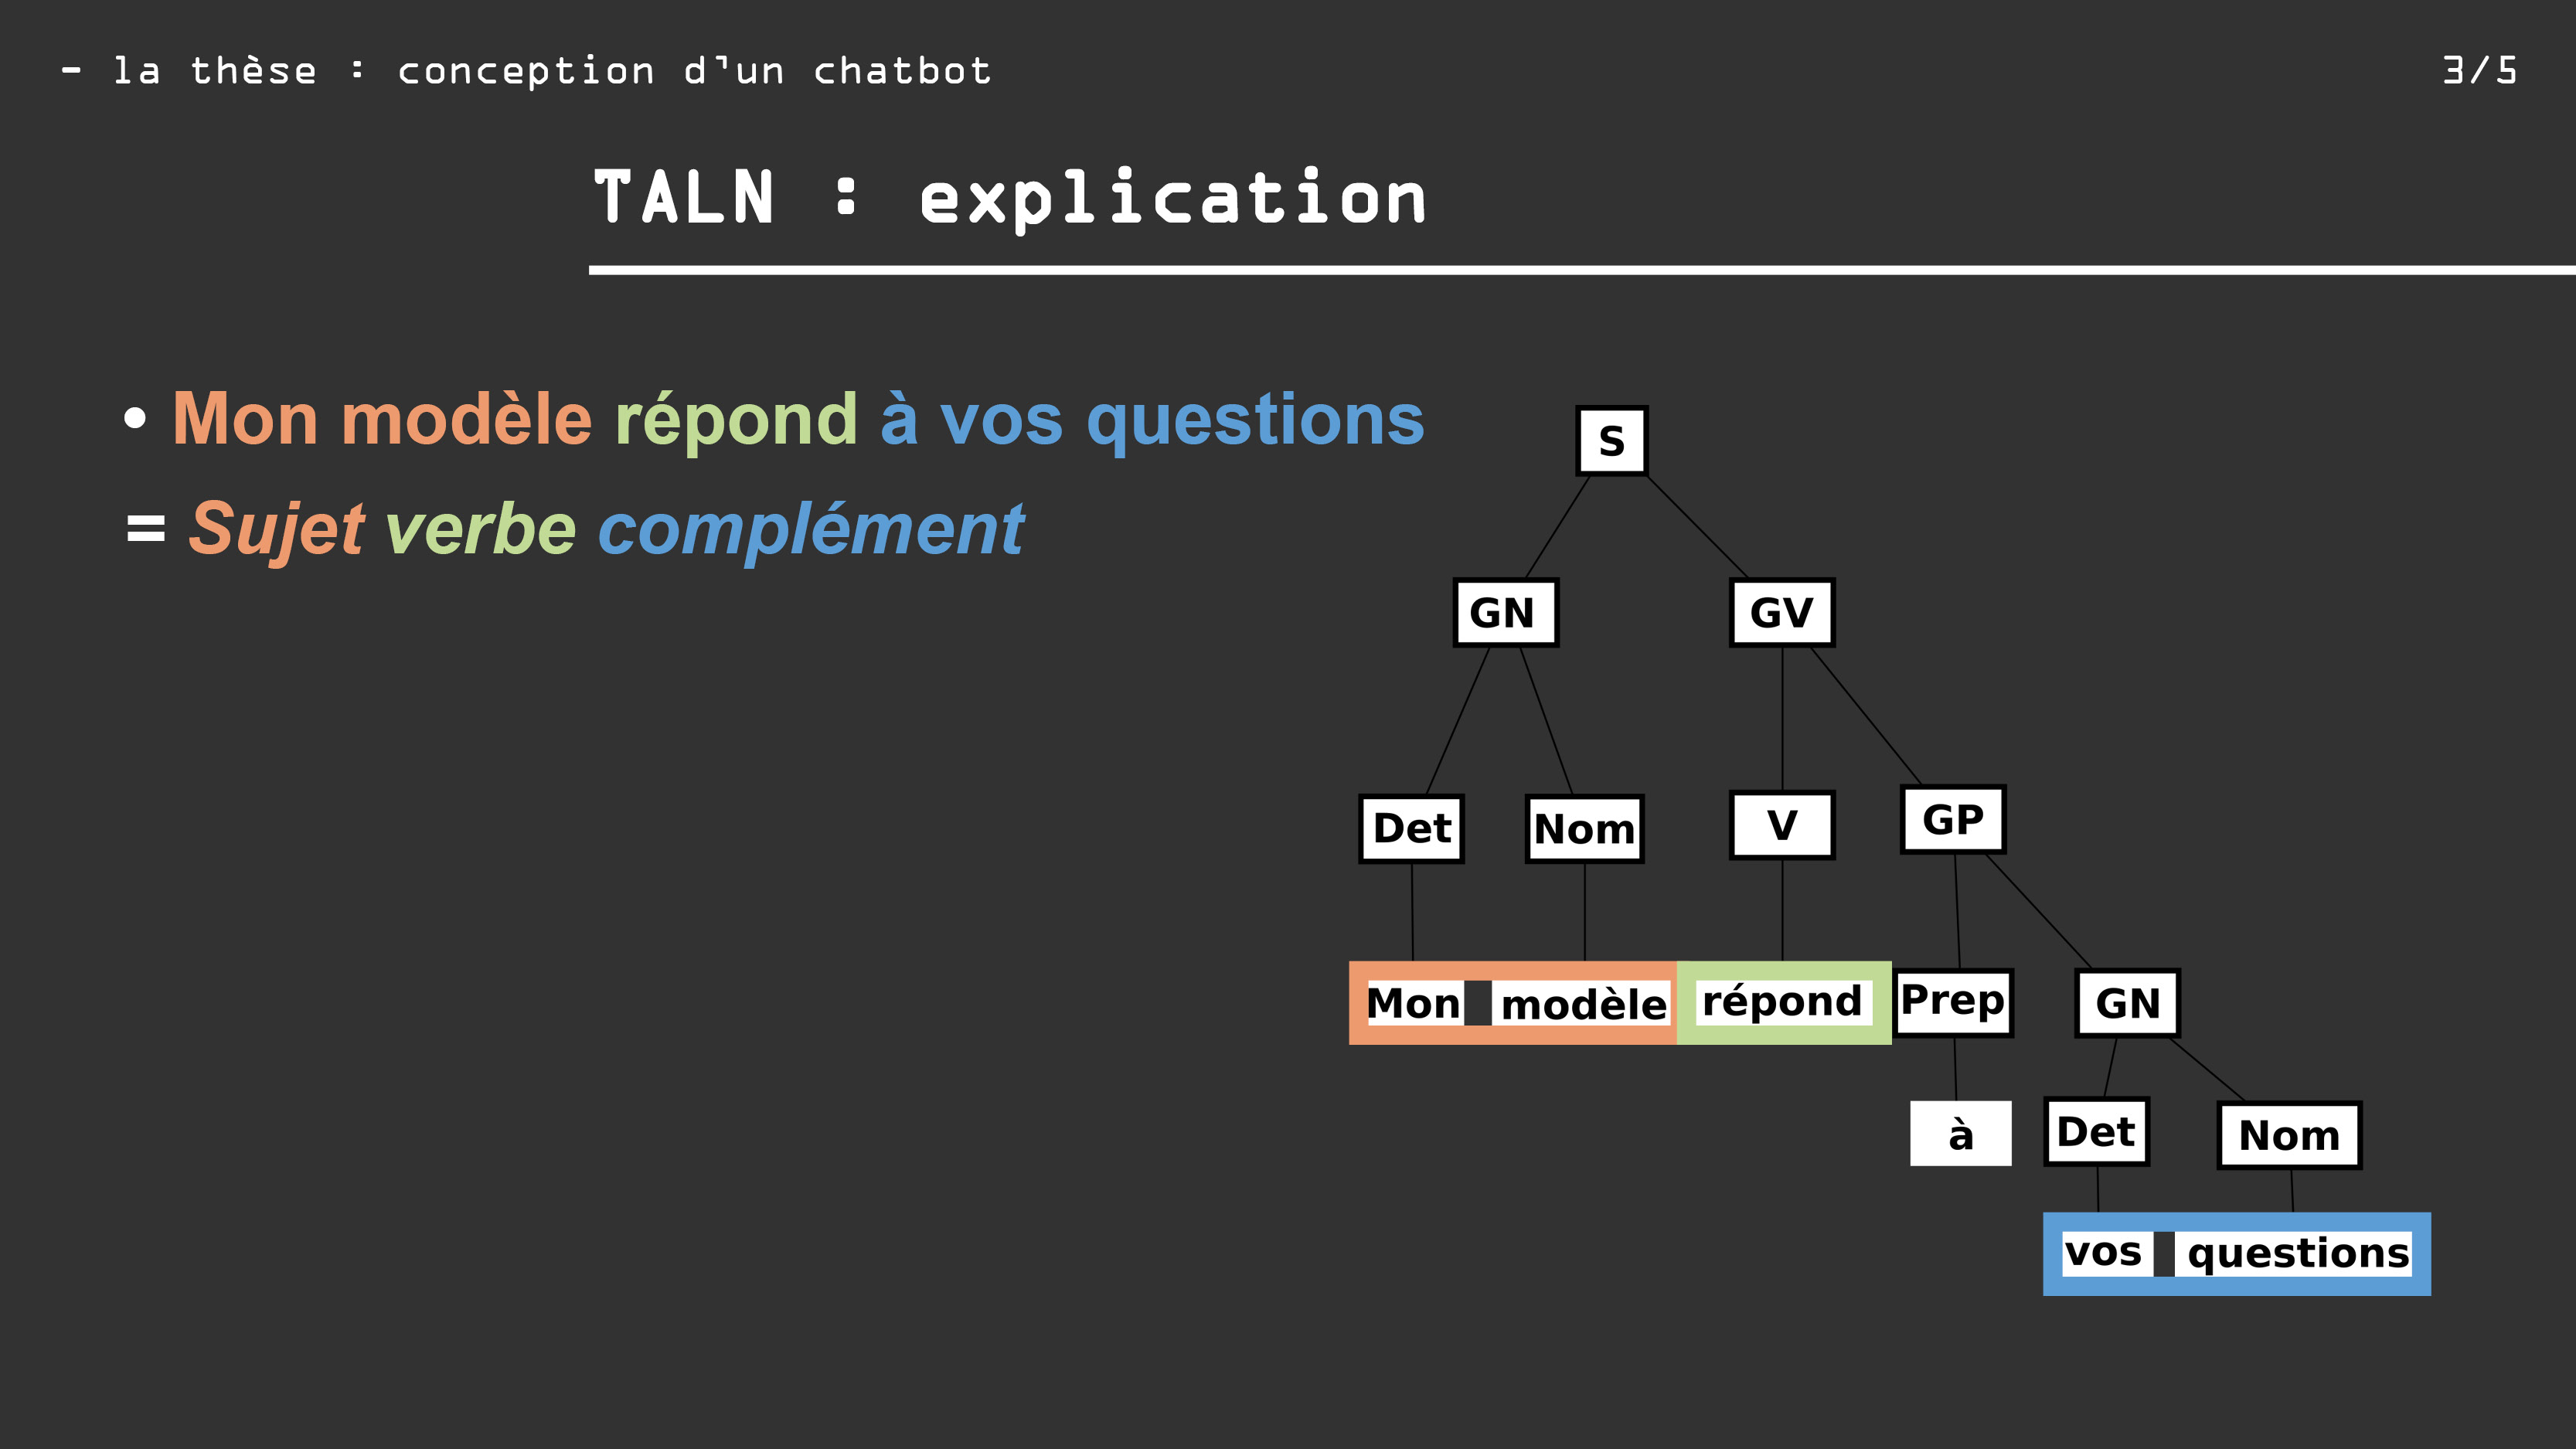 - la thèse : conception d'un chatbot
3/5
TALN : explication
• Mon modèle répond à vos questions
= Sujet verbe complément
S
GN GV
Det Nom V GP
Mon modèle répond Prep GN
à Det Nom
vos questions